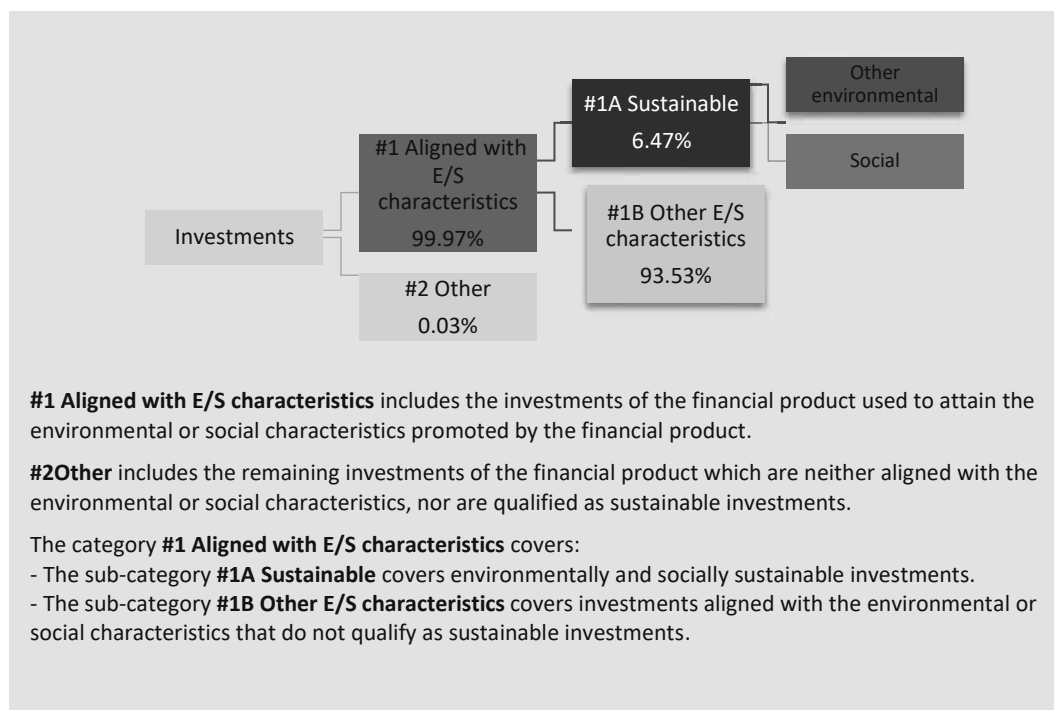 Other
environmental
#1A Sustainable
6.47%
#1 Aligned with
E/S
characteristics
99.97%
Social
#1B Other E/S
characteristics
93.53%
Investments
#2 Other
0.03%
#1 Aligned with E/S characteristics includes the investments of the financial product used to attain the
environmental or social characteristics promoted by the financial product.
#2Other includes the remaining investments of the financial product which are neither aligned with the
environmental or social characteristics, nor are qualified as sustainable investments.
The category #1 Aligned with E/S characteristics covers:
- The sub-category #1A Sustainable covers environmentally and socially sustainable investments.
- The sub-category #1B Other E/S characteristics covers investments aligned with the environmental or
social characteristics that do not qualify as sustainable investments.